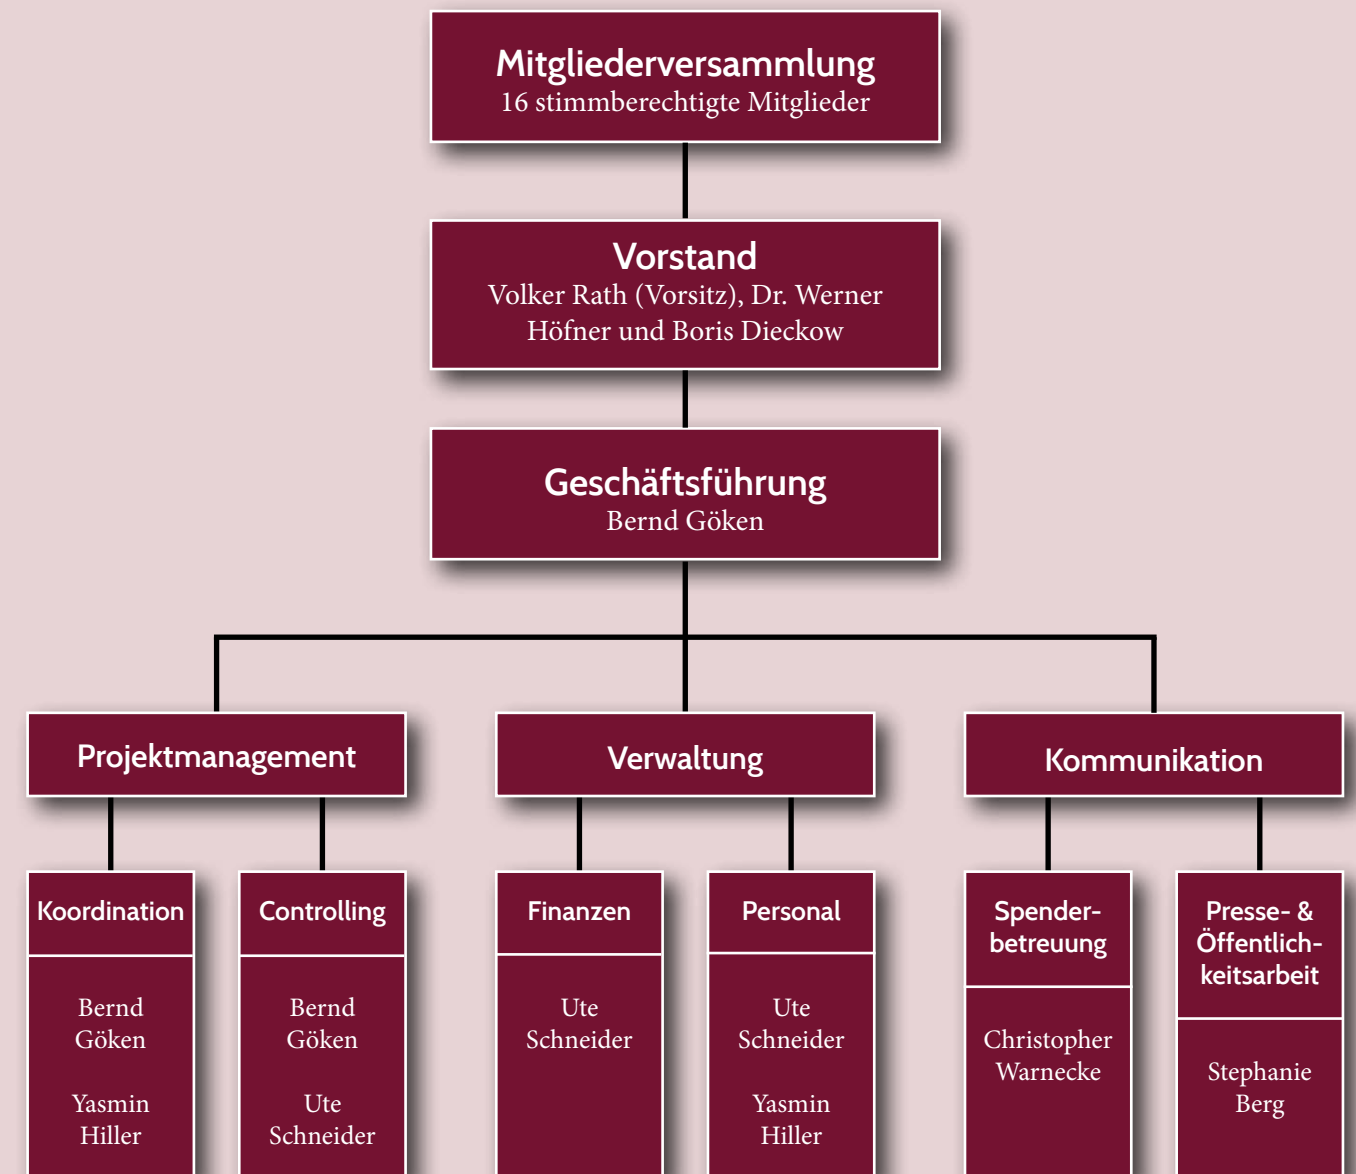 Mitgliederversammlung
16 stimmberechtigte Mitglieder
Vorstand
Volker Rath (Vorsitz), Dr. Werner
Höfner und Boris Dieckow
Geschäftsführung
Bernd Göken
Projektmanagement
Verwaltung
Kommunikation
Koordination
Bernd
Göken
Yasmin
Hiller
Controlling
Bernd
Göken
Ute
Schneider
Finanzen
Ute
Schneider
Personal
Ute
Schneider
Yasmin
Hiller
Spender-
betreuung
Christopher
Warnecke
Presse- &
Öffentlich-
keitsarbeit
Stephanie
Berg